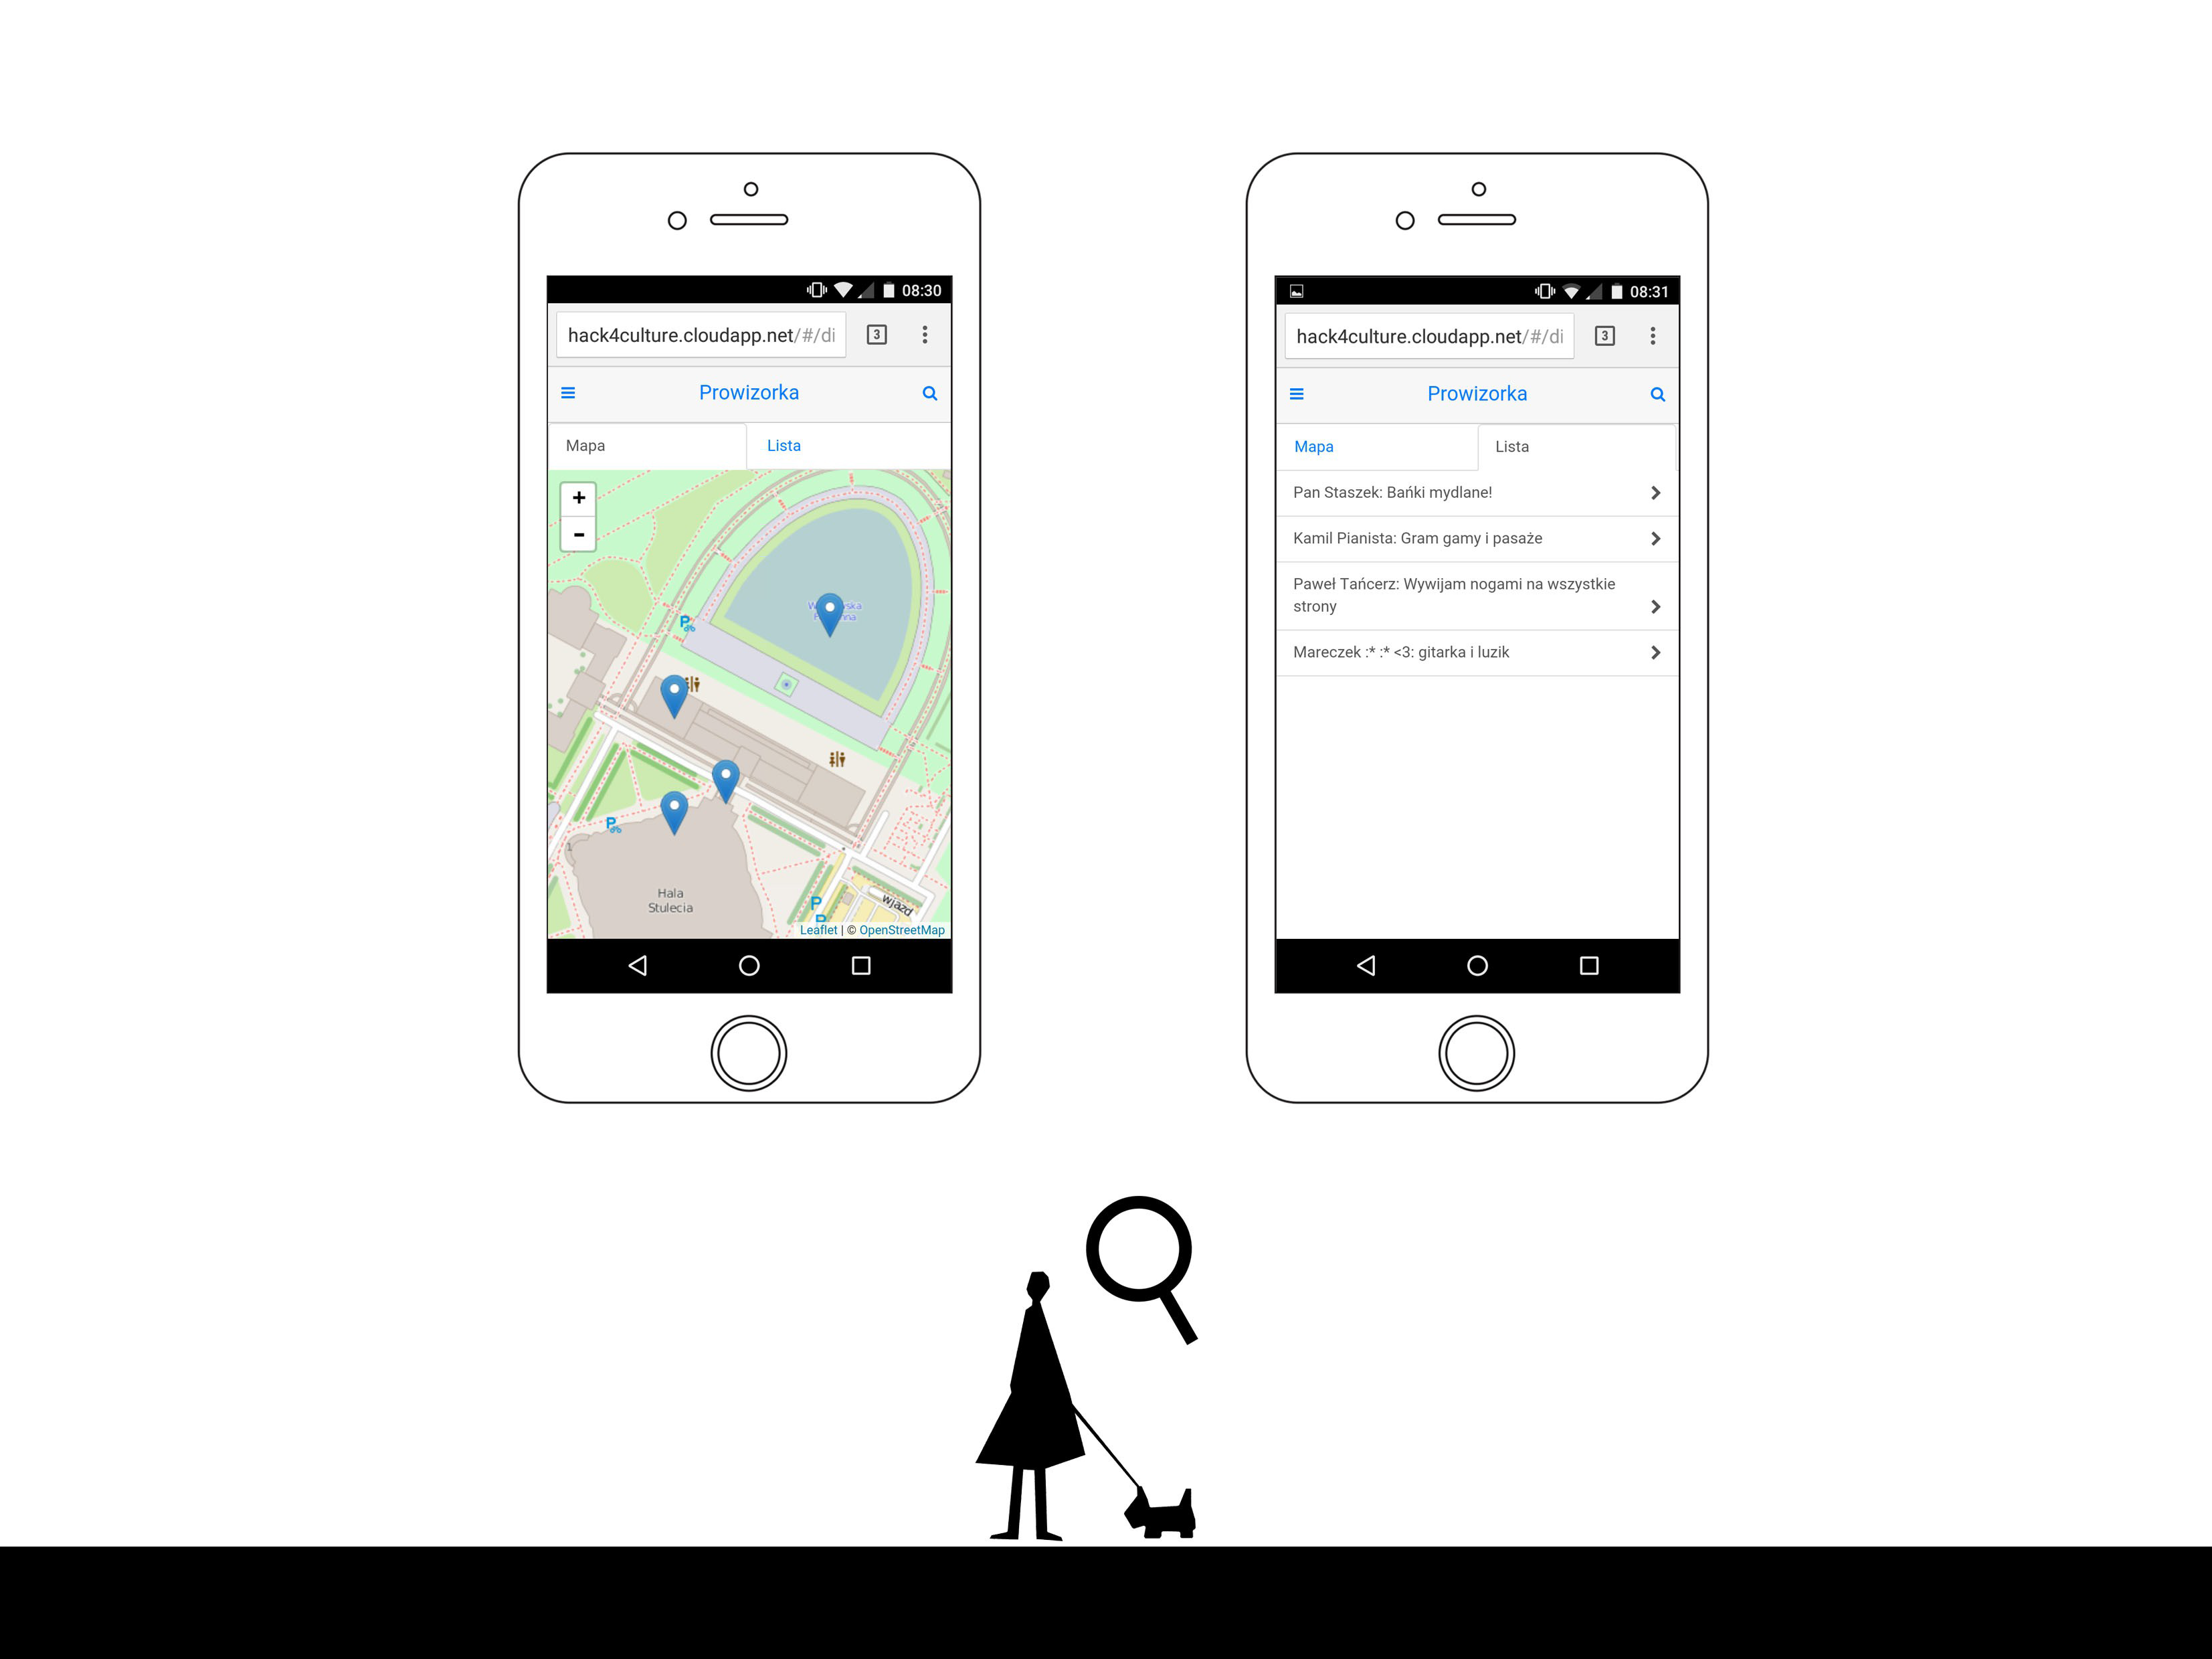 08:30
hack4culture.cloudapp.net/#/di
3
Prowizorka
Mapa
Lista
+
-
P
P
1
Hala
Stulecia
P
P
wjazd
Leaflet | © OpenStreetMap
08:31
hack4culture.cloudapp.net/#/di
3
Prowizorka
Mapa
Lista
Pan Staszek: Bańki mydlane!
Kamil Pianista: Gram gamy i pasaże
Paweł Tańcerz: Wywijam nogami na wszystkie
strony
Mareczek :* :* <3: gitarka i luzik